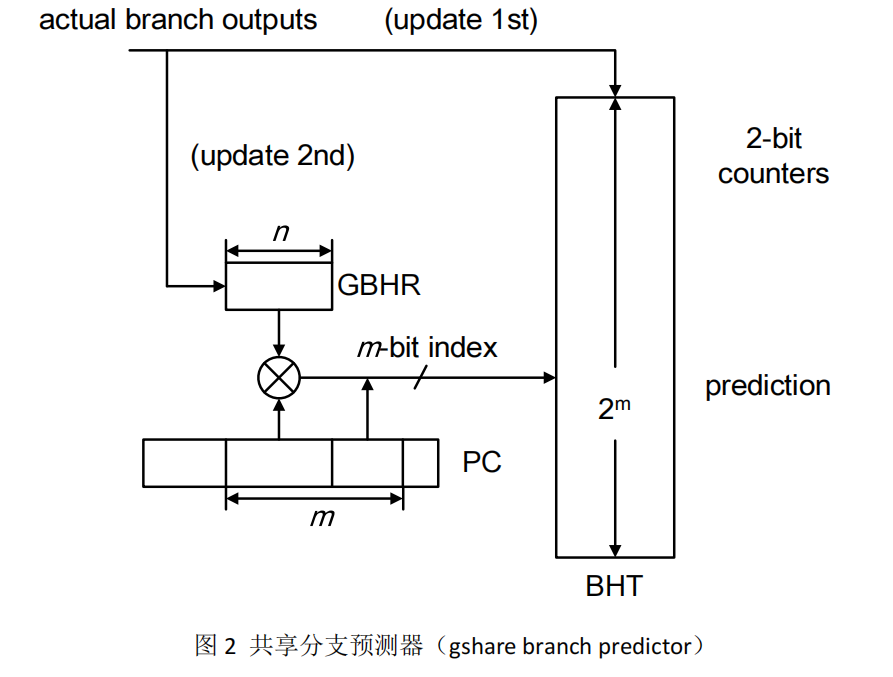 actual branch outputs (update 1st)
(update 2nd)
2-bit
counters
n
GBHR
m-bit index
prediction
2ᵐ
PC
m
BHT
图 2 共享分支预测器（gshare branch predictor）